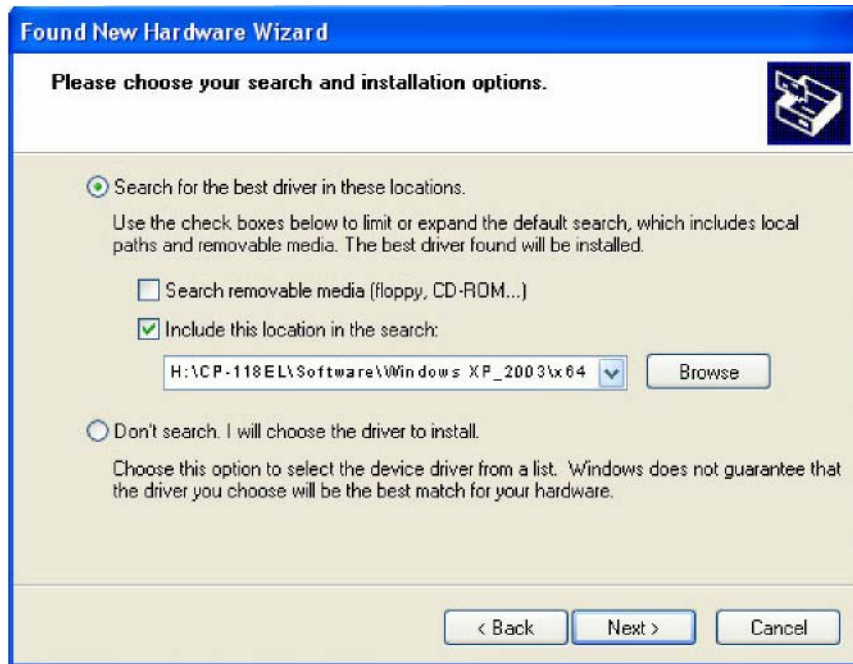 Found New Hardware Wizard
Please choose your search and installation options.
Search for the best driver in these locations.
Use the check boxes below to limit or expand the default search, which includes local
paths and removable media. The best driver found will be installed.
Search removable media (floppy, CD-ROM...)
Include this location in the search:
H:\CP-118EL\Software\Windows XP_2003\x64
Browse
Don't search. I will choose the driver to install.
Choose this option to select the device driver from a list. Windows does not guarantee that
the driver you choose will be the best match for your hardware.
< Back
Next >
Cancel